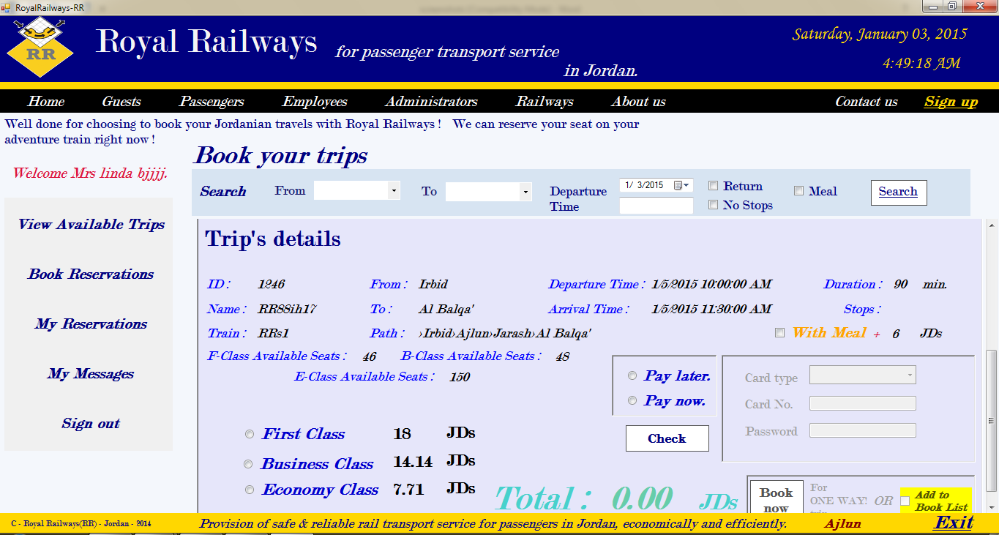 RoyalRailways-RR
RR
Royal Railways
for passenger transport service
in Jordan.
Saturday, January 03, 2015
4:49:18 AM
Home Guests Passengers Employees Administrators Railways About us Contact us Sign up
Well done for choosing to book your Jordanian travels with Royal Railways ! We can reserve your seat on your
adventure train right now !
Welcome Mrs linda bjjjj.
View Available Trips
Book Reservations
My Reservations
My Messages
Sign out
Book your trips
Search From To Departure Time 1/ 3/2015 Return No Stops Meal Search
Trip's details
ID : 1246 From : Irbid Departure Time : 1/5/2015 10:00:00 AM Duration : 90 min.
Name : RR88ih17 To : Al Balqa' Arrival Time : 1/5/2015 11:30:00 AM Stops :
Train : RRs1 Path : ›Irbid›Ajlun›Jarash›Al Balqa' With Meal + 6 JDs
F-Class Available Seats : 46 B-Class Available Seats : 48
E-Class Available Seats : 150
Pay later.
Pay now.
Check
Card type
Card No.
Password
First Class 18 JDs
Business Class 14.14 JDs
Economy Class 7.71 JDs
Total : 0.00 JDs
Book now
For
ONE WAY! OR
Add to
Book List
C - Royal Railways(RR) - Jordan - 2014 Provision of safe & reliable rail transport service for passengers in Jordan, economically and efficiently. Ajlun Exit